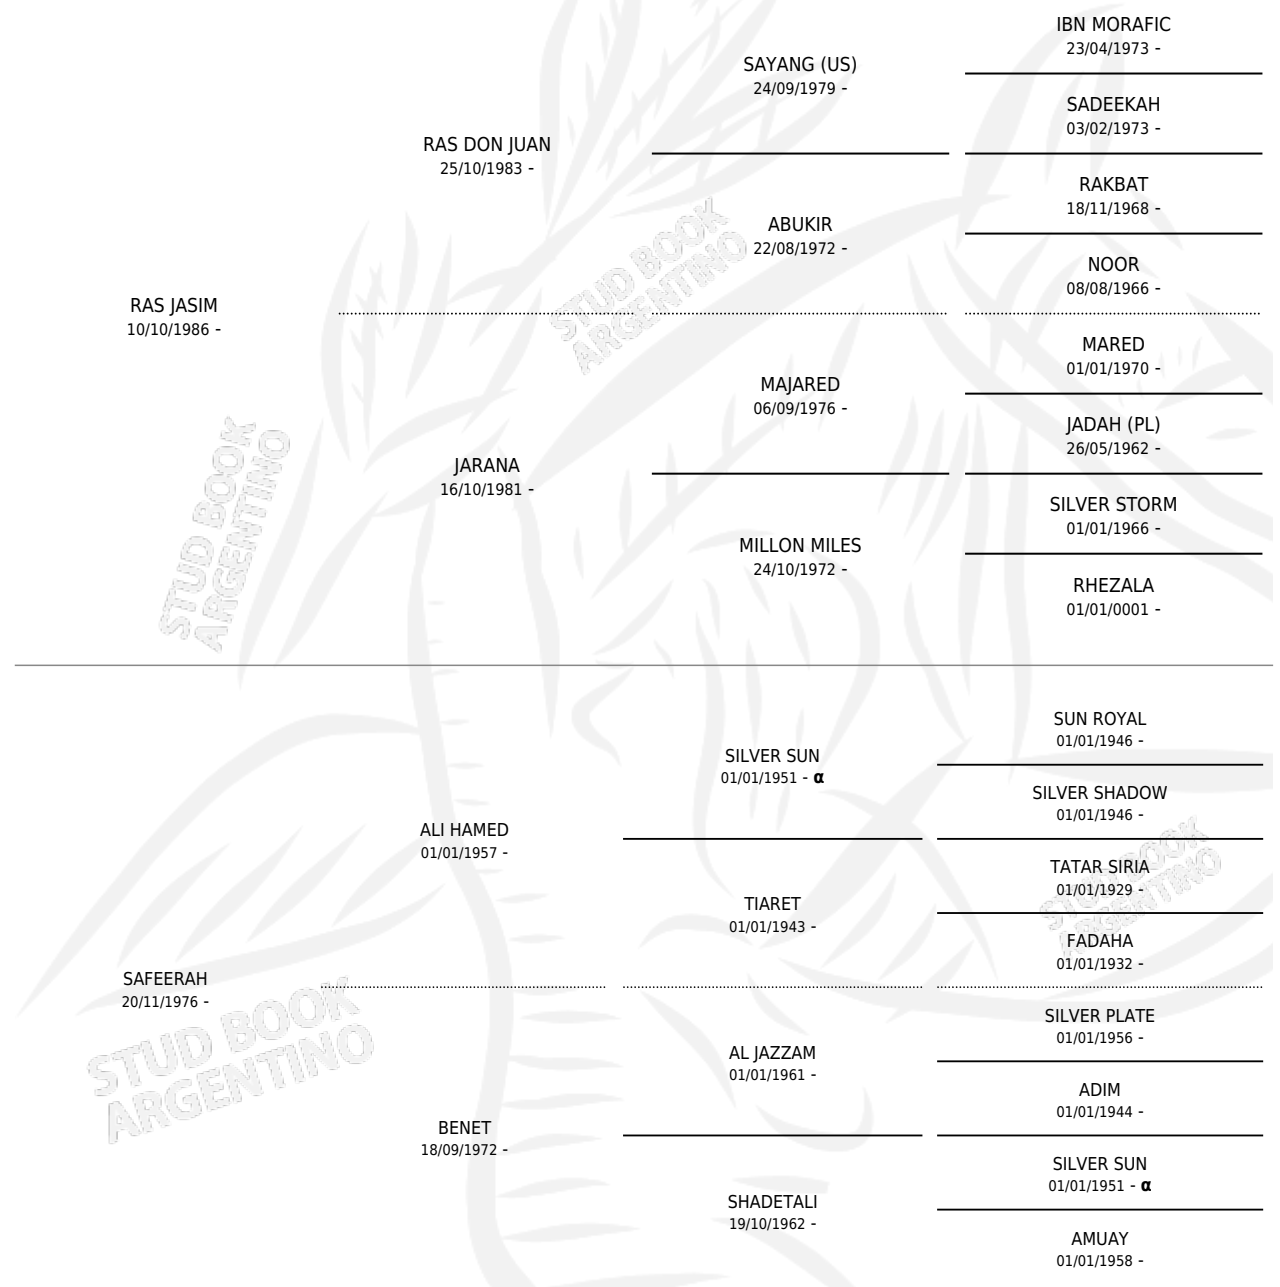 IBN MORAFIC
23/04/1973 -
SAYANG (US)
24/09/1979 -
SADEEKAH
03/02/1973 -
RAS DON JUAN
25/10/1983 -
RAKBAT
18/11/1968 -
ABUKIR
22/08/1972 -
NOOR
08/08/1966 -
RAS JASIM
10/10/1986 -
MARED
01/01/1970 -
MAJARED
06/09/1976 -
JADAH (PL)
26/05/1962 -
JARANA
16/10/1981 -
SILVER STORM
01/01/1966 -
MILLON MILES
24/10/1972 -
RHEZALA
01/01/0001 -
SUN ROYAL
01/01/1946 -
SILVER SUN
01/01/1951 - α
SILVER SHADOW
01/01/1946 -
ALI HAMED
01/01/1957 -
TATAR SIRIA
01/01/1929 -
TIARET
01/01/1943 -
FADAHA
01/01/1932 -
SAFEERAH
20/11/1976 -
SILVER PLATE
01/01/1956 -
AL JAZZAM
01/01/1961 -
ADIM
01/01/1944 -
BENET
18/09/1972 -
SILVER SUN
01/01/1951 - α
SHADETALI
19/10/1962 -
AMUAY
01/01/1958 -
STUD BOOK
ARGENTINO
STUD BOOK
ARGENTINO
STUD BOOK
ARGENTINO
STUD BOOK
ARGENTINO